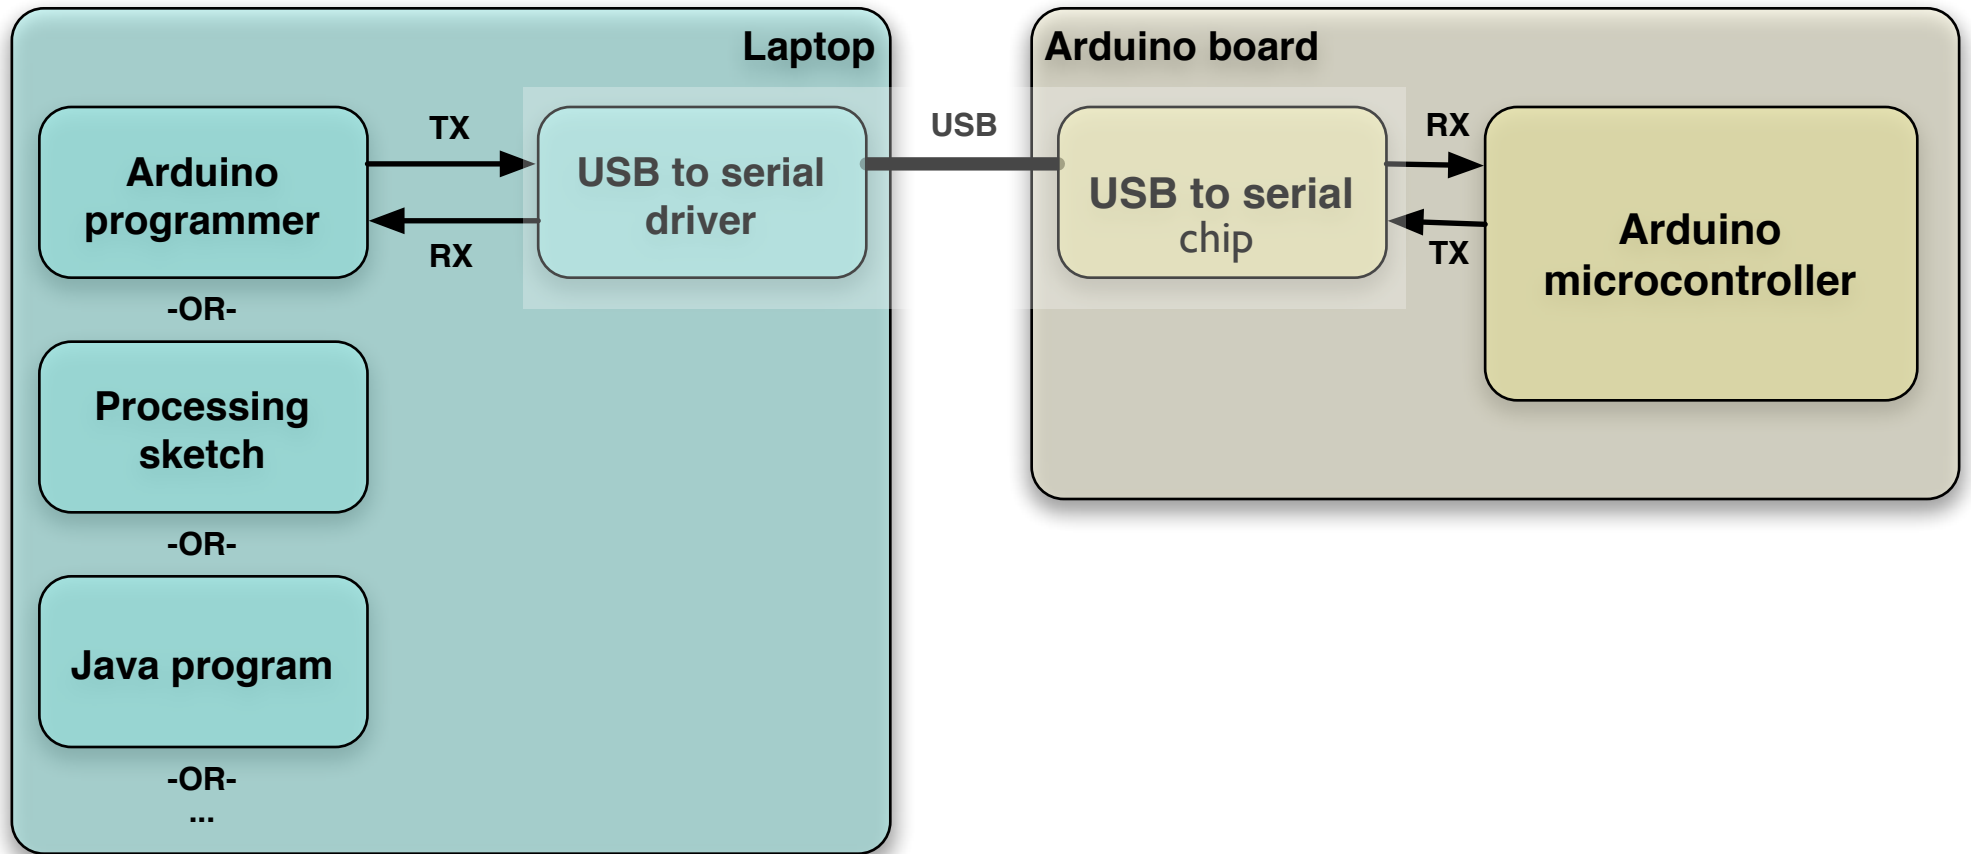 Laptop
Arduino board
Arduino
programmer
TX
RX
USB to serial
driver
USB
USB to serial
chip
RX
TX
Arduino
microcontroller
-OR-
Processing
sketch
-OR-
Java program
-OR-
...